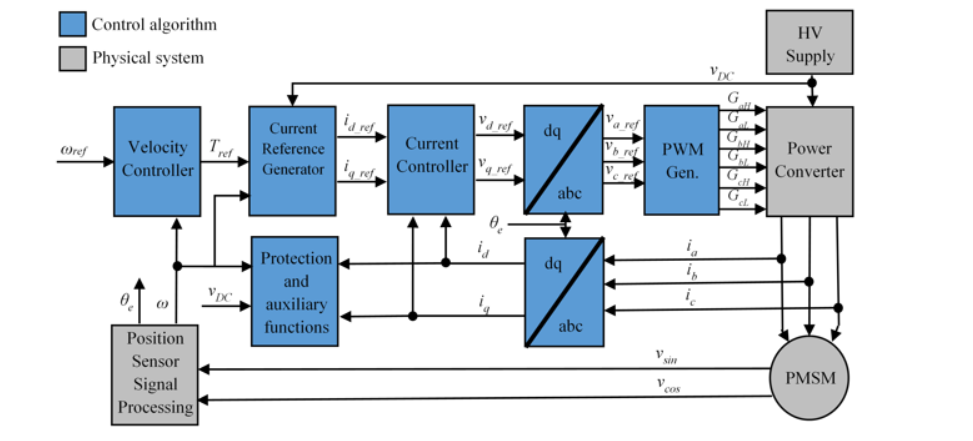 Control algorithm
Physical system
HV
Supply
v_DC
G_aH
G_aL
G_bH
G_bL
G_cH
G_cL
ω_ref
Velocity
Controller
T_ref
Current
Reference
Generator
i_d_ref
i_q_ref
Current
Controller
v_d_ref
v_q_ref
dq
abc
v_a_ref
v_b_ref
v_c_ref
PWM
Gen.
Power
Converter
θ_e
Protection
and
auxiliary
functions
i_d
i_q
dq
abc
i_a
i_b
i_c
θ_e
ω
v_DC
Position
Sensor
Signal
Processing
v_sin
v_cos
PMSM